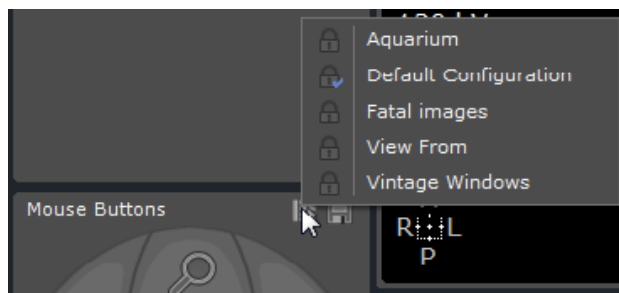 Aquarium
Default Configuration
Fatal images
View From
Vintage Windows
Mouse Buttons
R L
P